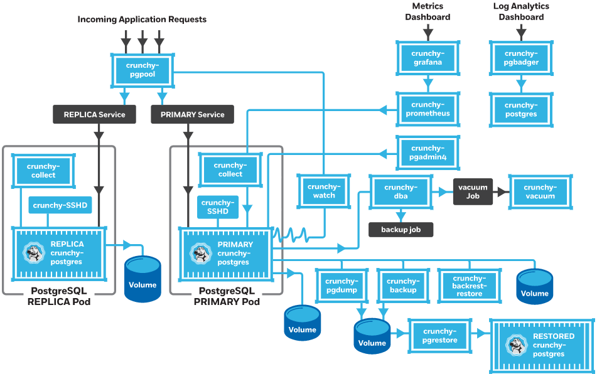 Incoming Application Requests
Metrics
Dashboard
Log Analytics
Dashboard
crunchy-
pgpool
crunchy-
grafana
crunchy-
pgbadger
REPLICA Service
PRIMARY Service
crunchy-
prometheus
crunchy-
postgres
crunchy-
collect
crunchy-
collect
crunchy-
pgadmin4
crunchy-SSHD
crunchy-
SSHD
crunchy-
watch
crunchy-
dba
vacuum
Job
crunchy-
vacuum
backup job
REPLICA
crunchy-
postgres
PRIMARY
crunchy-
postgres
Volume
PostgreSQL
REPLICA Pod
PostgreSQL
PRIMARY Pod
Volume
crunchy-
pgdump
crunchy-
backup
crunchy-
backrest-
restore
Volume
Volume
crunchy-
pgrestore
RESTORED
crunchy-
postgres